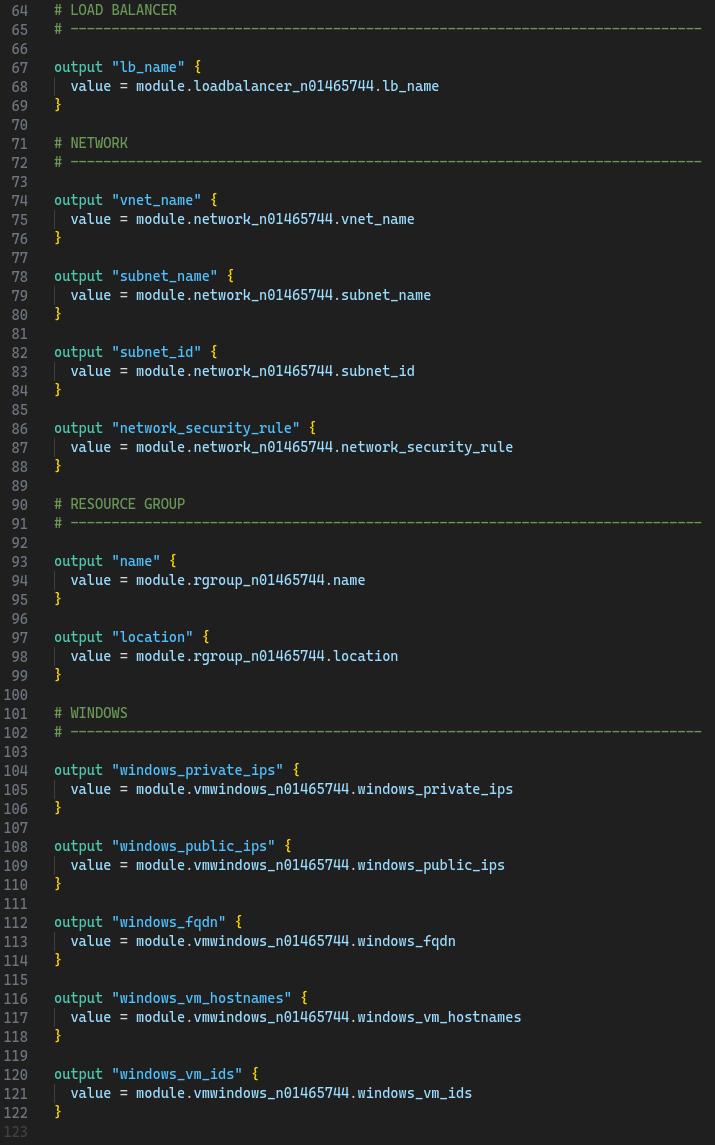 64 # LOAD BALANCER
65 # -----------------------------------------------------------------------------
66
67 output "lb_name" {
68   value = module.loadbalancer_n01465744.lb_name
69 }
70
71 # NETWORK
72 # -----------------------------------------------------------------------------
73
74 output "vnet_name" {
75   value = module.network_n01465744.vnet_name
76 }
77
78 output "subnet_name" {
79   value = module.network_n01465744.subnet_name
80 }
81
82 output "subnet_id" {
83   value = module.network_n01465744.subnet_id
84 }
85
86 output "network_security_rule" {
87   value = module.network_n01465744.network_security_rule
88 }
89
90 # RESOURCE GROUP
91 # -----------------------------------------------------------------------------
92
93 output "name" {
94   value = module.rgroup_n01465744.name
95 }
96
97 output "location" {
98   value = module.rgroup_n01465744.location
99 }
100
101 # WINDOWS
102 # -----------------------------------------------------------------------------
103
104 output "windows_private_ips" {
105   value = module.vmwindows_n01465744.windows_private_ips
106 }
107
108 output "windows_public_ips" {
109   value = module.vmwindows_n01465744.windows_public_ips
110 }
111
112 output "windows_fqdn" {
113   value = module.vmwindows_n01465744.windows_fqdn
114 }
115
116 output "windows_vm_hostnames" {
117   value = module.vmwindows_n01465744.windows_vm_hostnames
118 }
119
120 output "windows_vm_ids" {
121   value = module.vmwindows_n01465744.windows_vm_ids
122 }
123